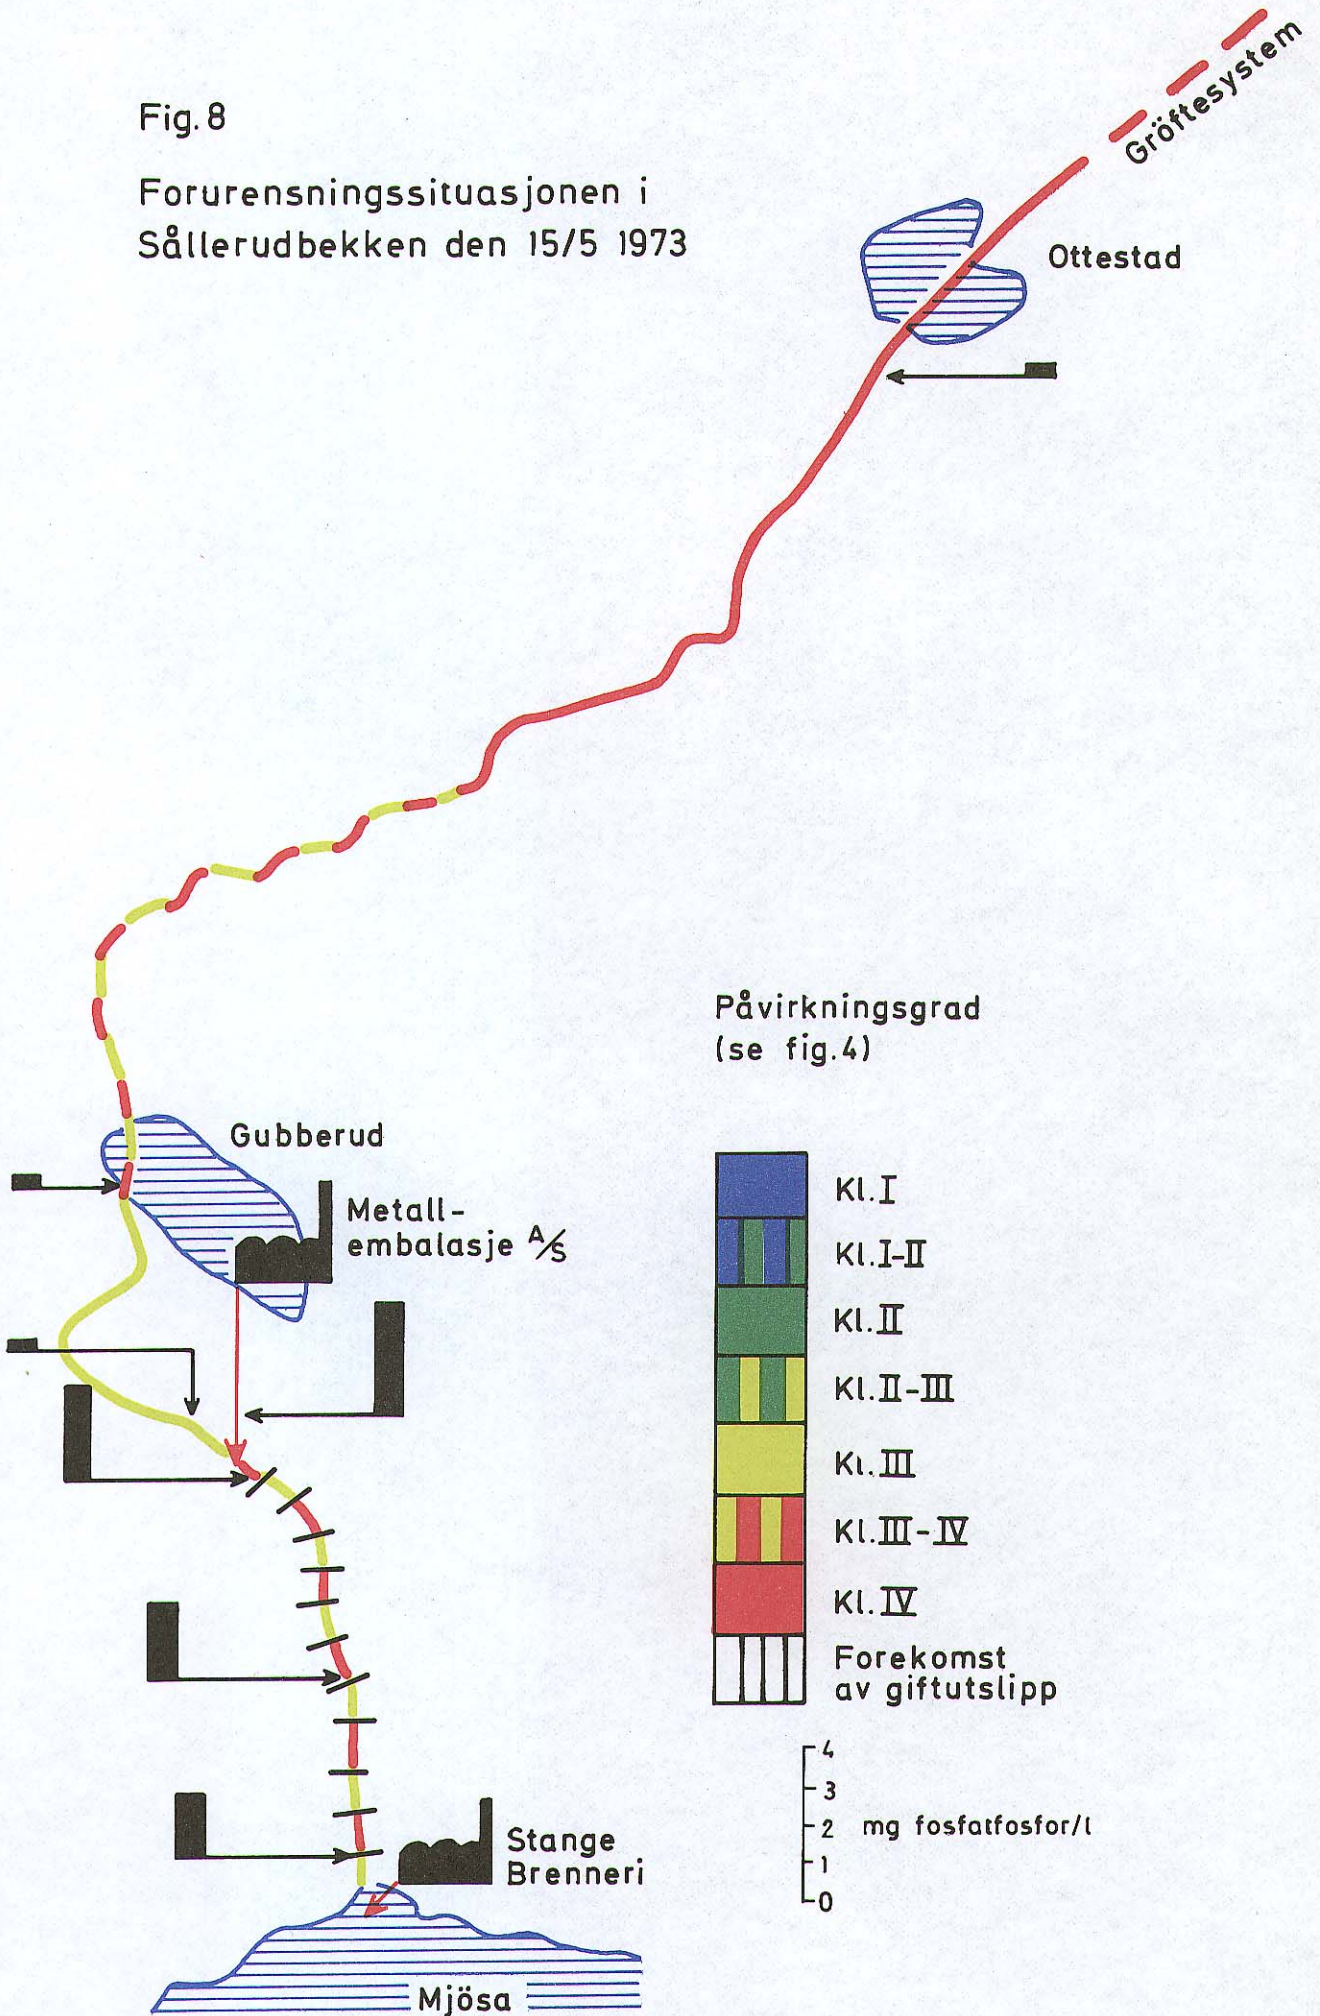 Fig. 8
Forurensningssituasjonen i
Sållerudbekken den 15/5 1973
Gröftesystem
Ottestad
Påvirkningsgrad
(se fig. 4)
Gubberud
Metall-
embalasje A/S
Kl. I
Kl. I-II
Kl. II
Kl. II-III
Kl. III
Kl. III-IV
Kl. IV
Forekomst
av giftutslipp
4
3
2 mg fosfatfosfor/l
1
0
Stange
Brenneri
Mjösa